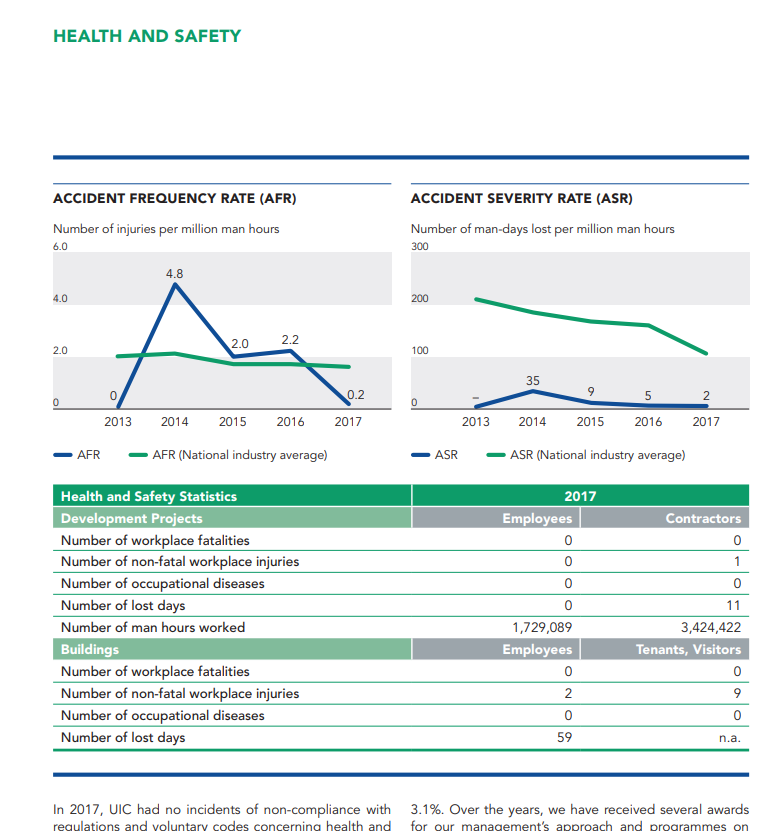 HEALTH AND SAFETY
ACCIDENT FREQUENCY RATE (AFR)
Number of injuries per million man hours
6.0
4.8
4.0
2.0
2.2
2.0
0
0.2
0
2013 2014 2015 2016 2017
AFR AFR (National industry average)
ACCIDENT SEVERITY RATE (ASR)
Number of man-days lost per million man hours
300
200
100
35
9
5
2
–
0
2013 2014 2015 2016 2017
ASR ASR (National industry average)
Health and Safety Statistics 2017
Development Projects Employees Contractors
Number of workplace fatalities 0 0
Number of non-fatal workplace injuries 0 1
Number of occupational diseases 0 0
Number of lost days 0 11
Number of man hours worked 1,729,089 3,424,422
Buildings Employees Tenants, Visitors
Number of workplace fatalities 0 0
Number of non-fatal workplace injuries 2 9
Number of occupational diseases 0 0
Number of lost days 59 n.a.
In 2017, UIC had no incidents of non-compliance with
regulations and voluntary codes concerning health and
3.1%. Over the years, we have received several awards
for our management's approach and programmes on